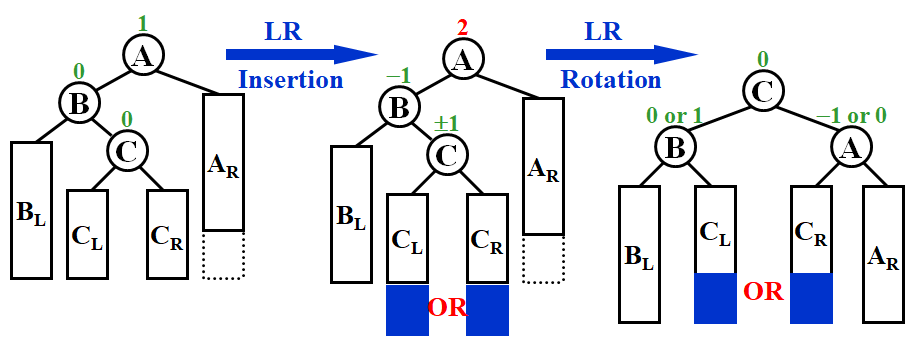 1
A
0
B
0
C
B_L
C_L
C_R
A_R
LR
Insertion
2
A
−1
B
±1
C
B_L
C_L
C_R
A_R
OR
LR
Rotation
0
C
0 or 1
B
−1 or 0
A
B_L
C_L
C_R
A_R
OR